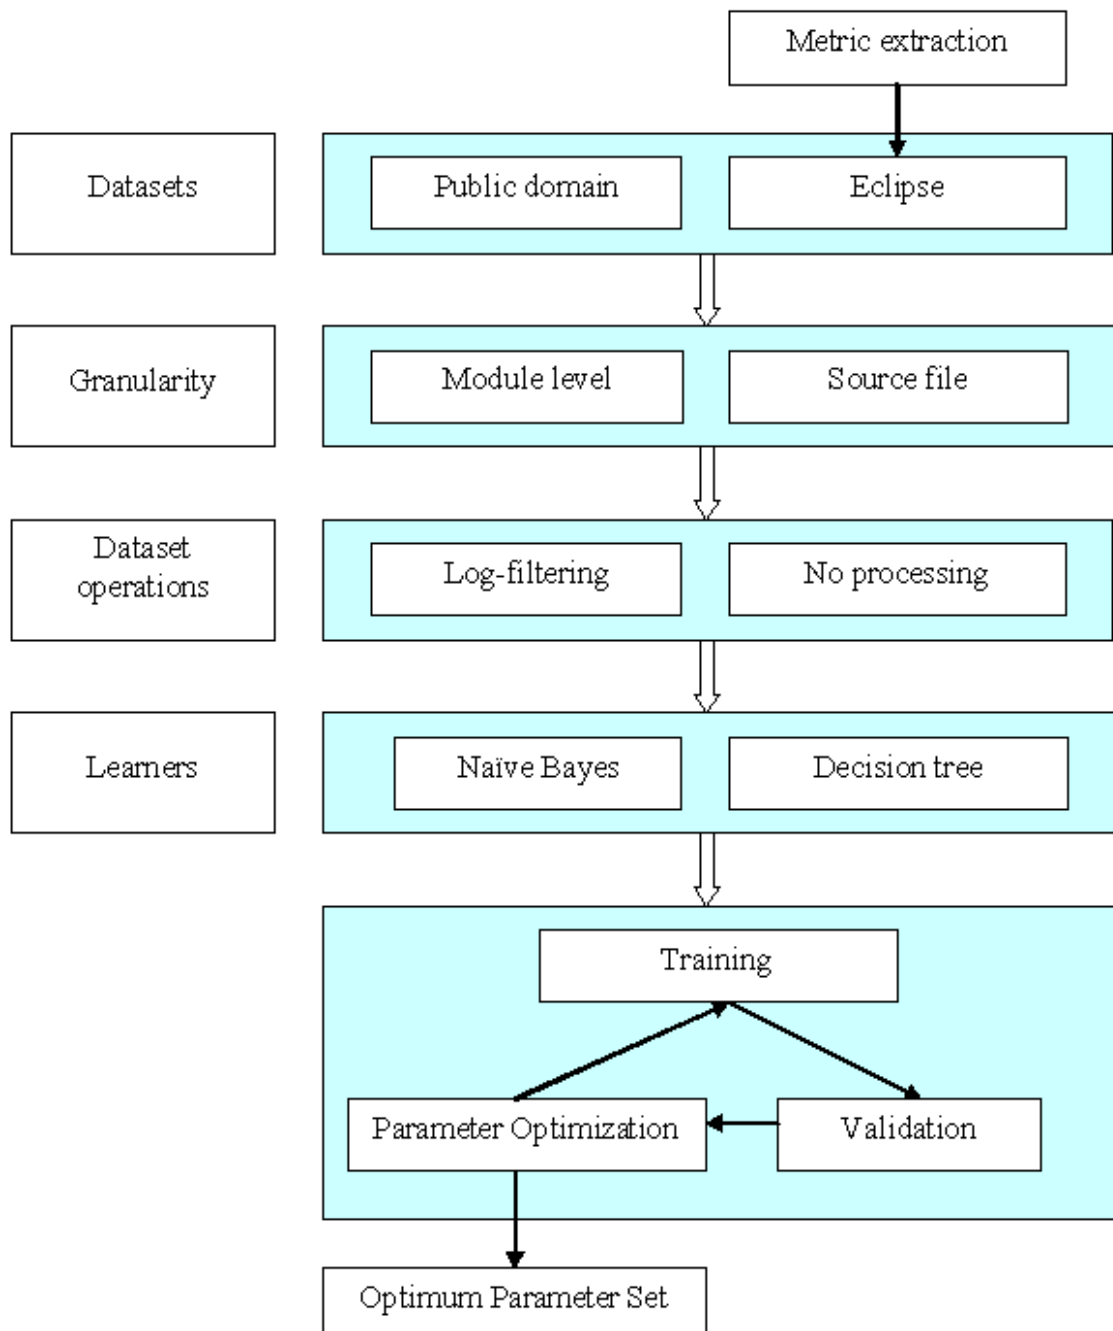 Metric extraction
Datasets
Public domain
Eclipse
Granularity
Module level
Source file
Dataset
operations
Log-filtering
No processing
Learners
Naïve Bayes
Decision tree
Training
Parameter Optimization
Validation
Optimum Parameter Set